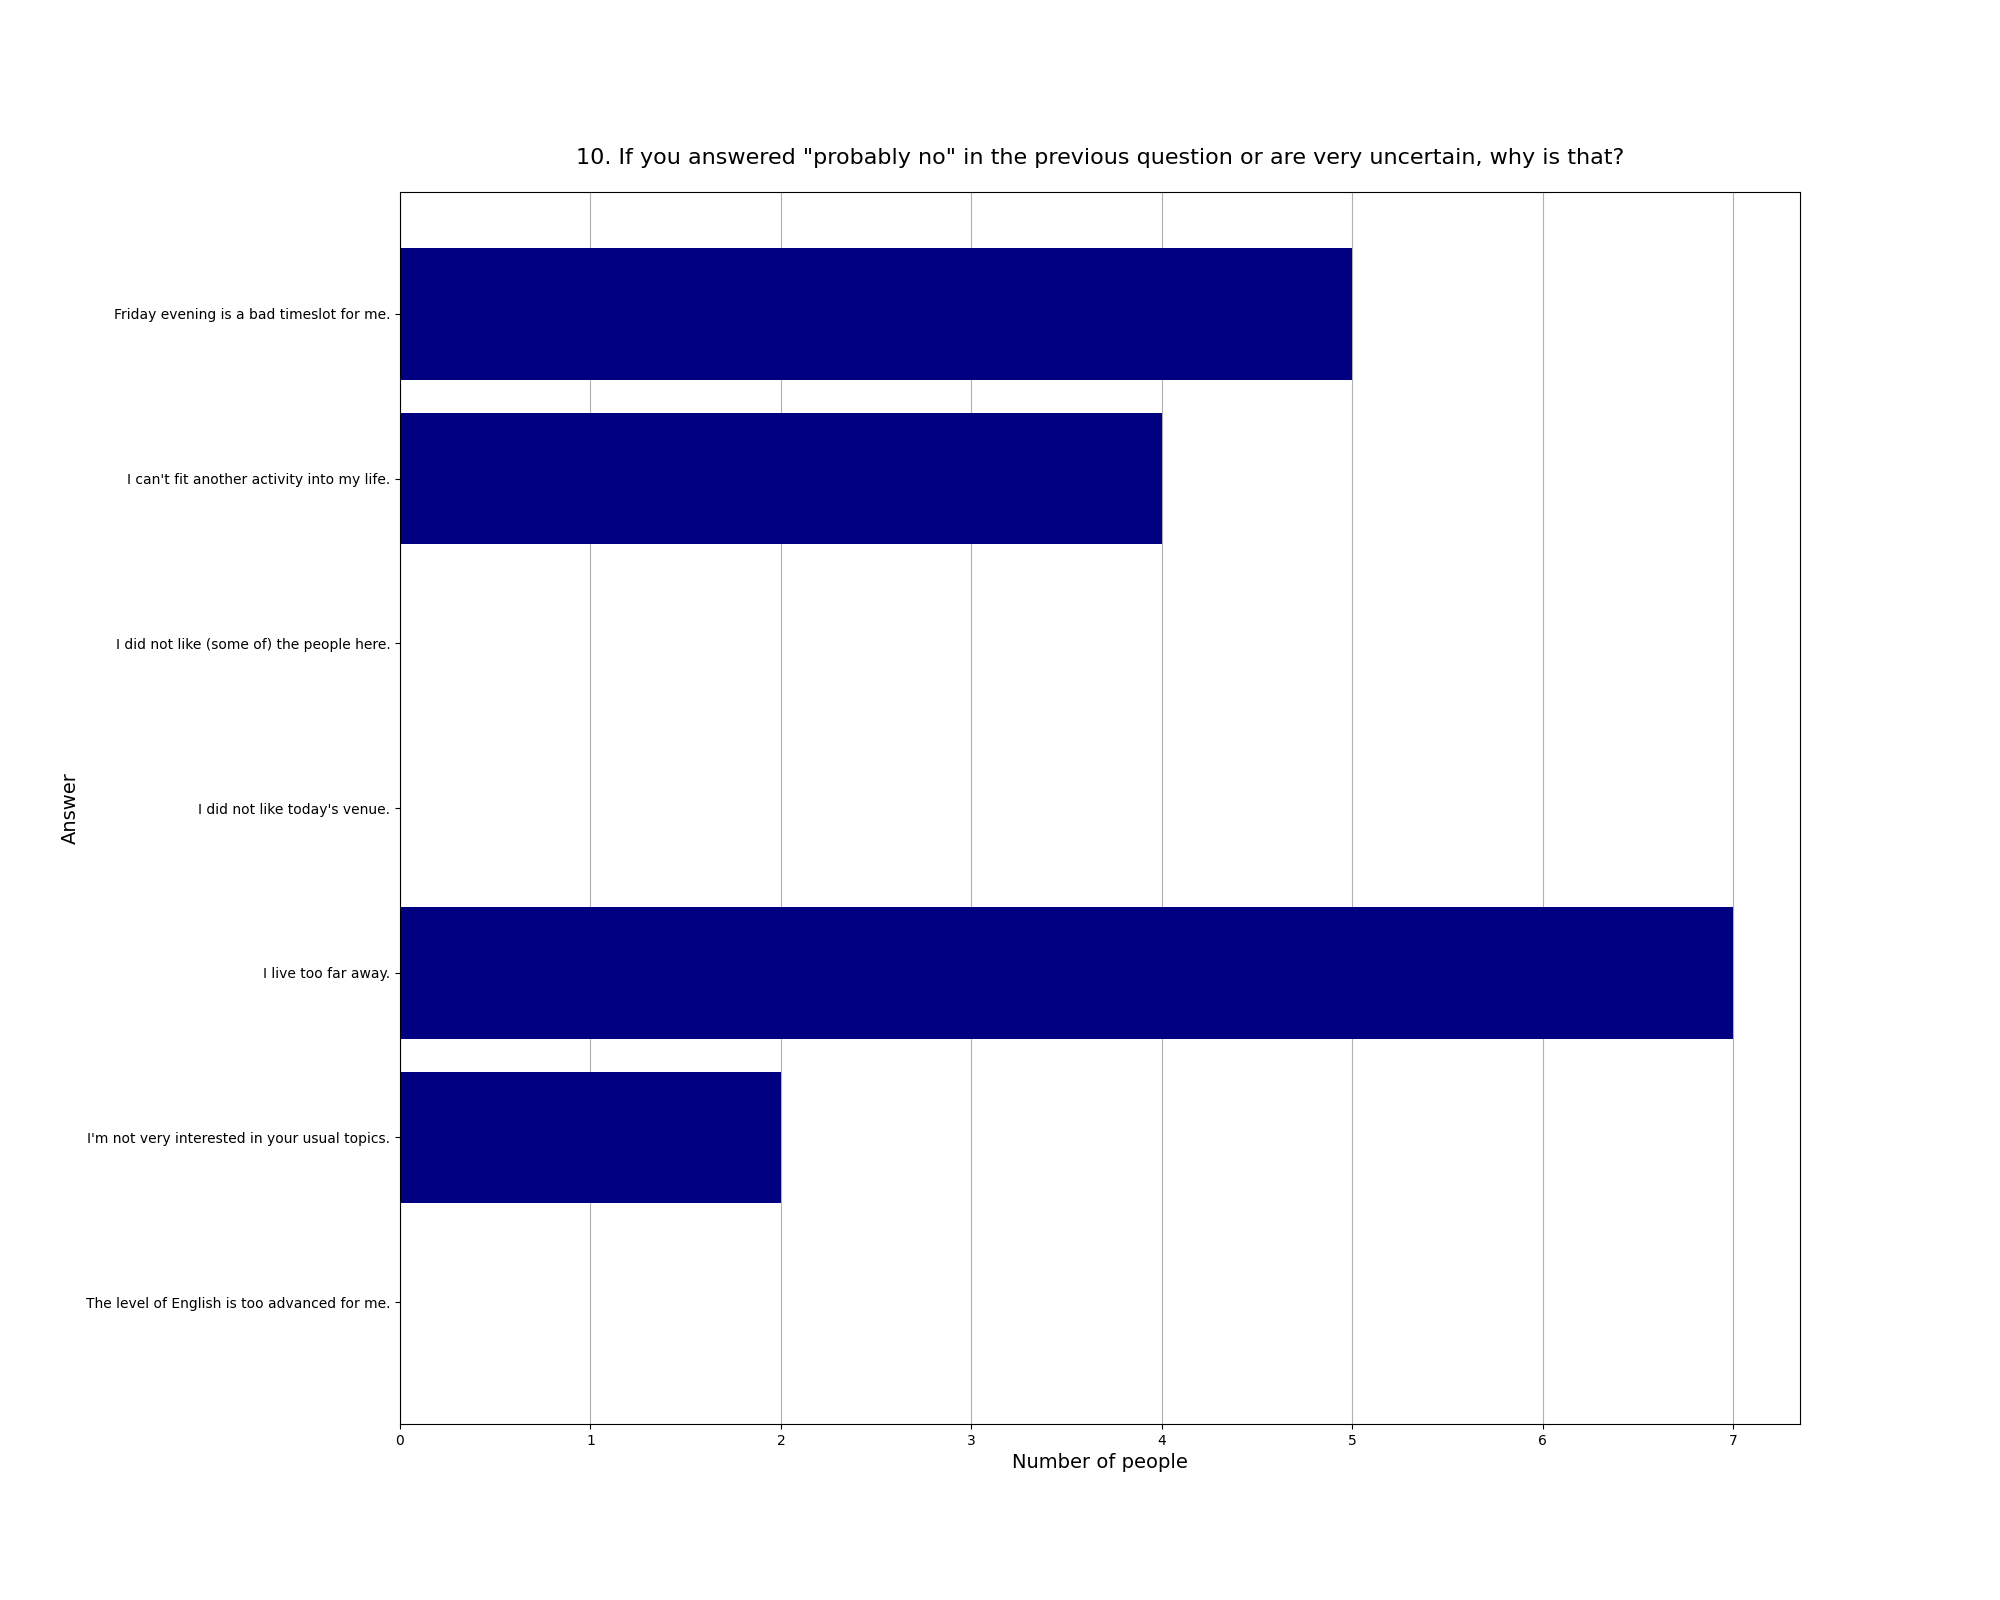 10. If you answered "probably no" in the previous question or are very uncertain, why is that?
Friday evening is a bad timeslot for me.
I can't fit another activity into my life.
I did not like (some of) the people here.
I did not like today's venue.
I live too far away.
I'm not very interested in your usual topics.
The level of English is too advanced for me.
Answer
0 1 2 3 4 5 6 7
Number of people